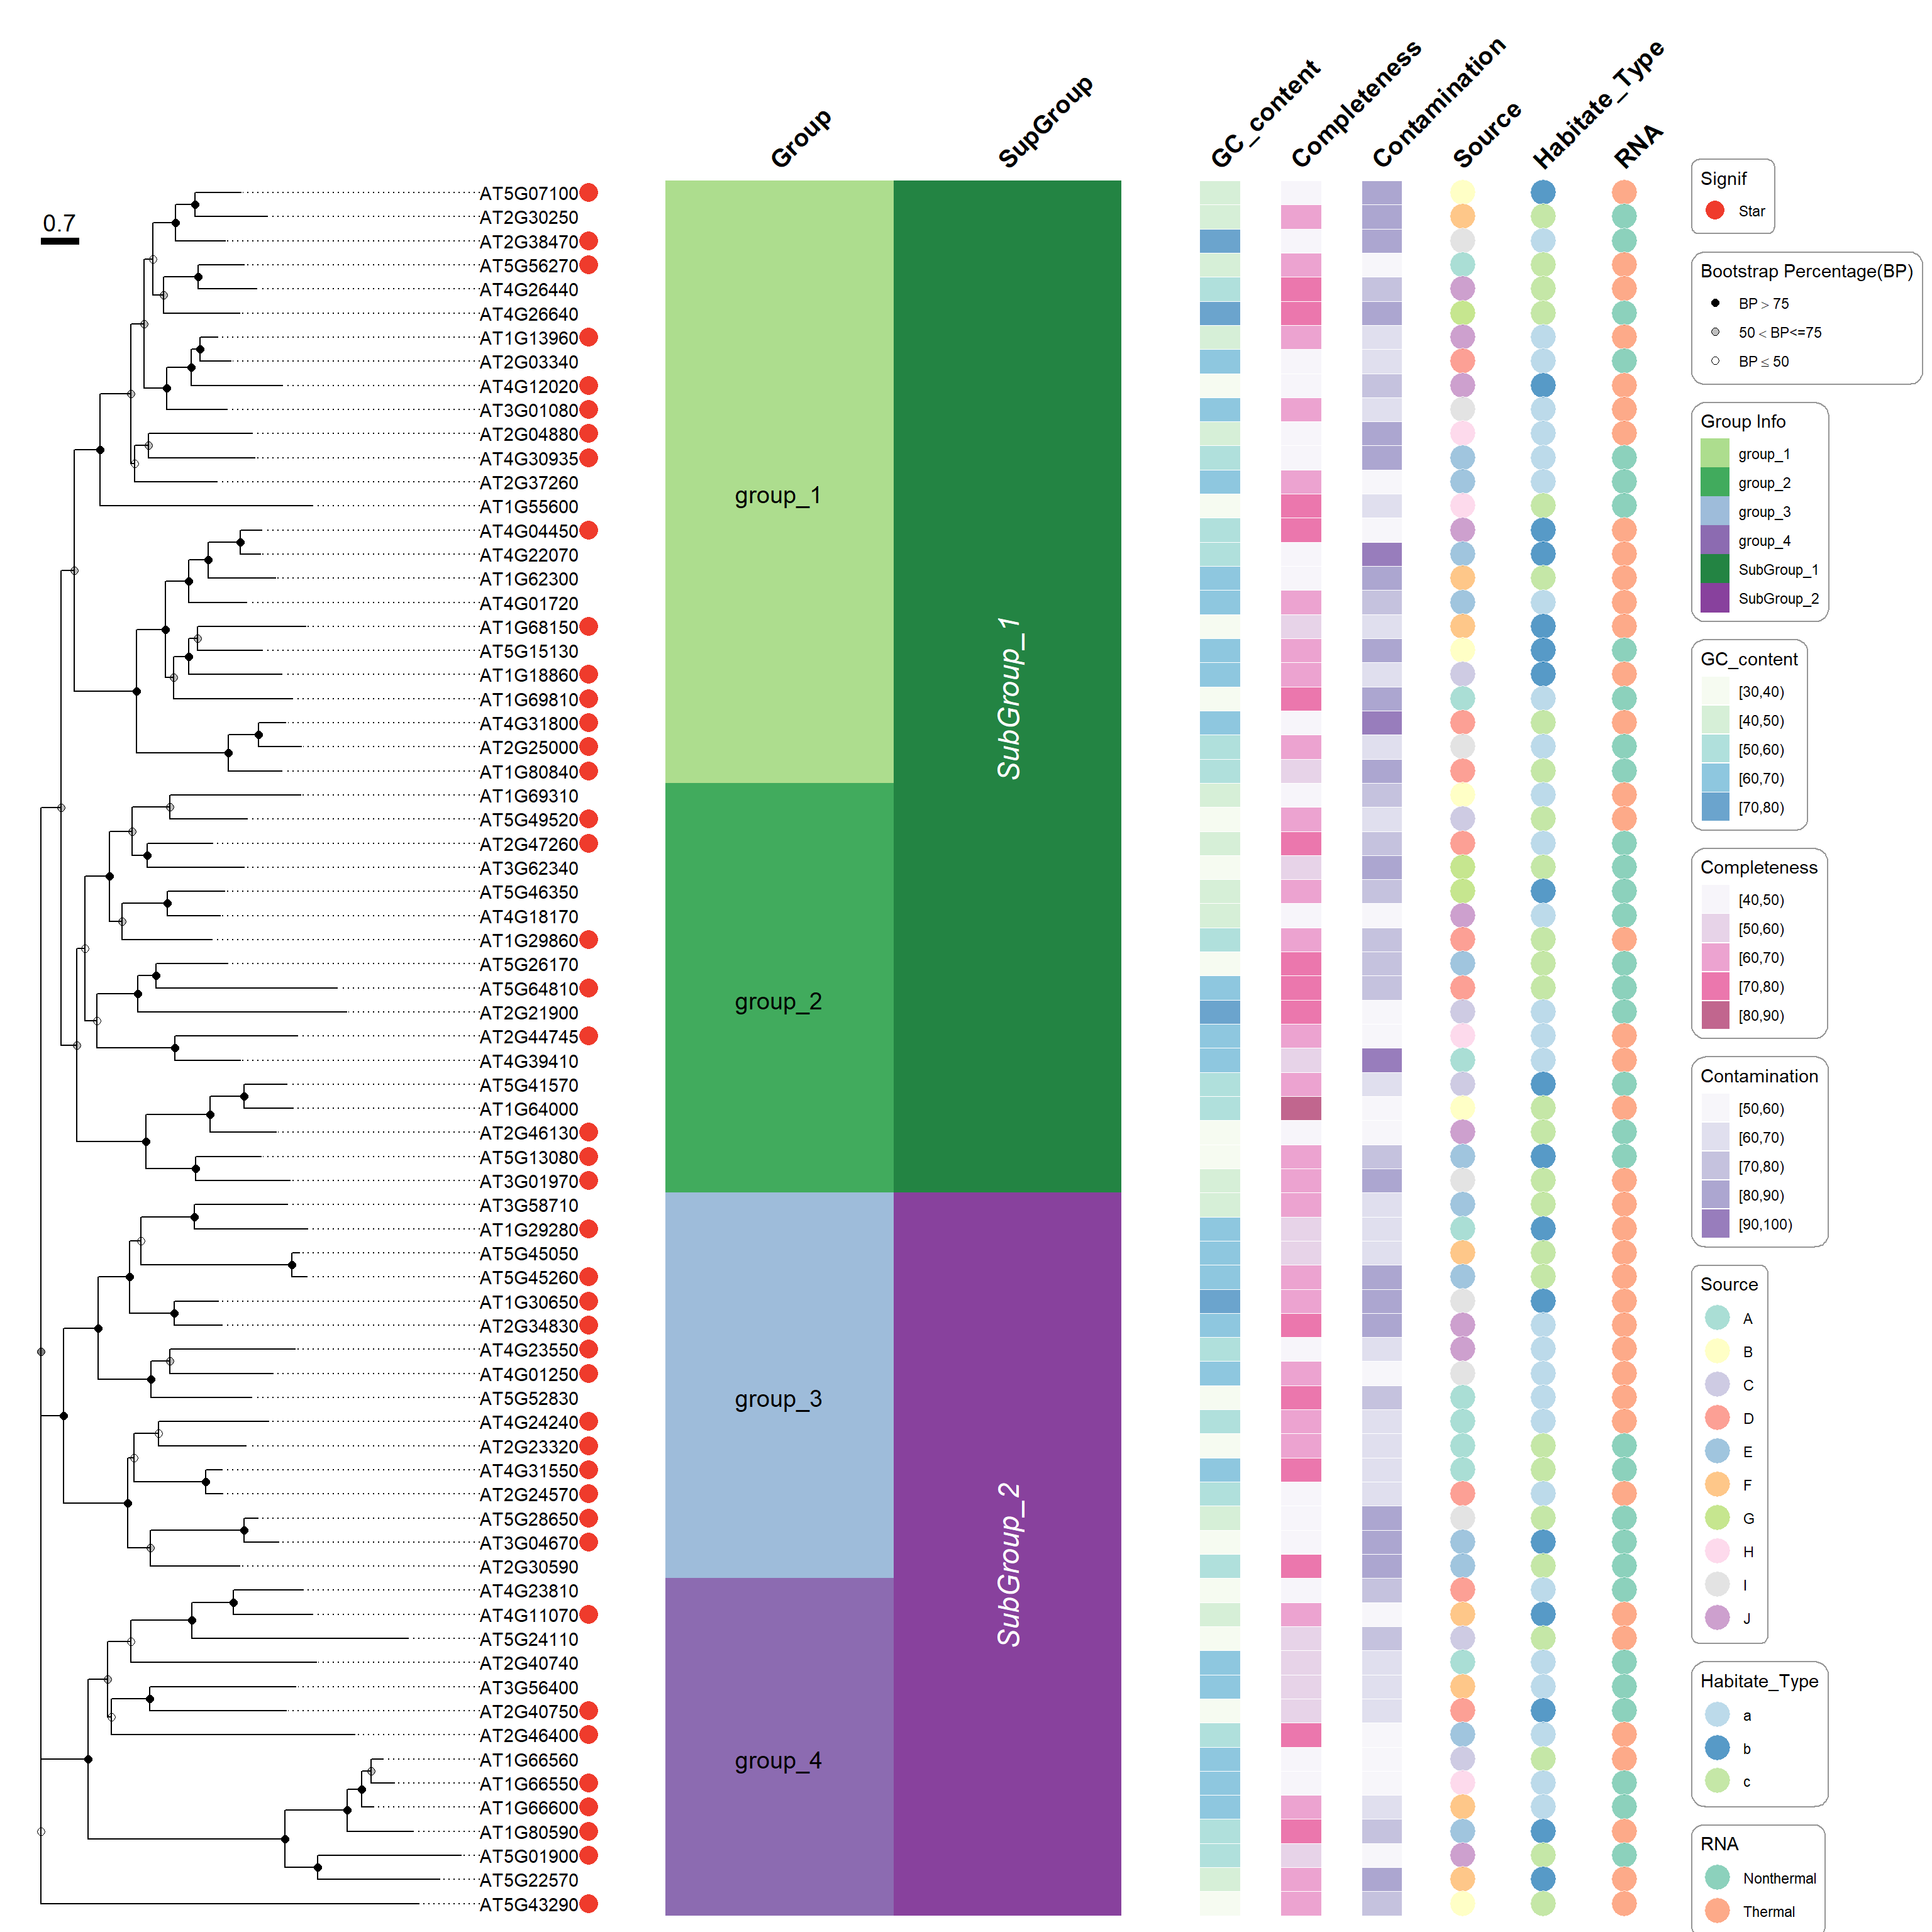 Group
SupGroup
GC_content
Completeness
Contamination
Source
Habitate_Type
RNA
0.7
AT5G07100
AT2G30250
AT2G38470
AT5G56270
AT4G26440
AT4G26640
AT1G13960
AT2G03340
AT4G12020
AT3G01080
AT2G04880
AT4G30935
AT2G37260
AT1G55600
AT4G04450
AT4G22070
AT1G62300
AT4G01720
AT1G68150
AT5G15130
AT1G18860
AT1G69810
AT4G31800
AT2G25000
AT1G80840
AT1G69310
AT5G49520
AT2G47260
AT3G62340
AT5G46350
AT4G18170
AT1G29860
AT5G26170
AT5G64810
AT2G21900
AT2G44745
AT4G39410
AT5G41570
AT1G64000
AT2G46130
AT5G13080
AT3G01970
AT3G58710
AT1G29280
AT5G45050
AT5G45260
AT1G30650
AT2G34830
AT4G23550
AT4G01250
AT5G52830
AT4G24240
AT2G23320
AT4G31550
AT2G24570
AT5G28650
AT3G04670
AT2G30590
AT4G23810
AT4G11070
AT5G24110
AT2G40740
AT3G56400
AT2G40750
AT2G46400
AT1G66560
AT1G66550
AT1G66600
AT1G80590
AT5G01900
AT5G22570
AT5G43290
group_1
group_2
group_3
group_4
SubGroup_1
SubGroup_2
Signif
Star
Bootstrap Percentage(BP)
BP > 75
50 < BP<=75
BP ≤ 50
Group Info
group_1
group_2
group_3
group_4
SubGroup_1
SubGroup_2
GC_content
[30,40)
[40,50)
[50,60)
[60,70)
[70,80)
Completeness
[40,50)
[50,60)
[60,70)
[70,80)
[80,90)
Contamination
[50,60)
[60,70)
[70,80)
[80,90)
[90,100)
Source
A
B
C
D
E
F
G
H
I
J
Habitate_Type
a
b
c
RNA
Nonthermal
Thermal